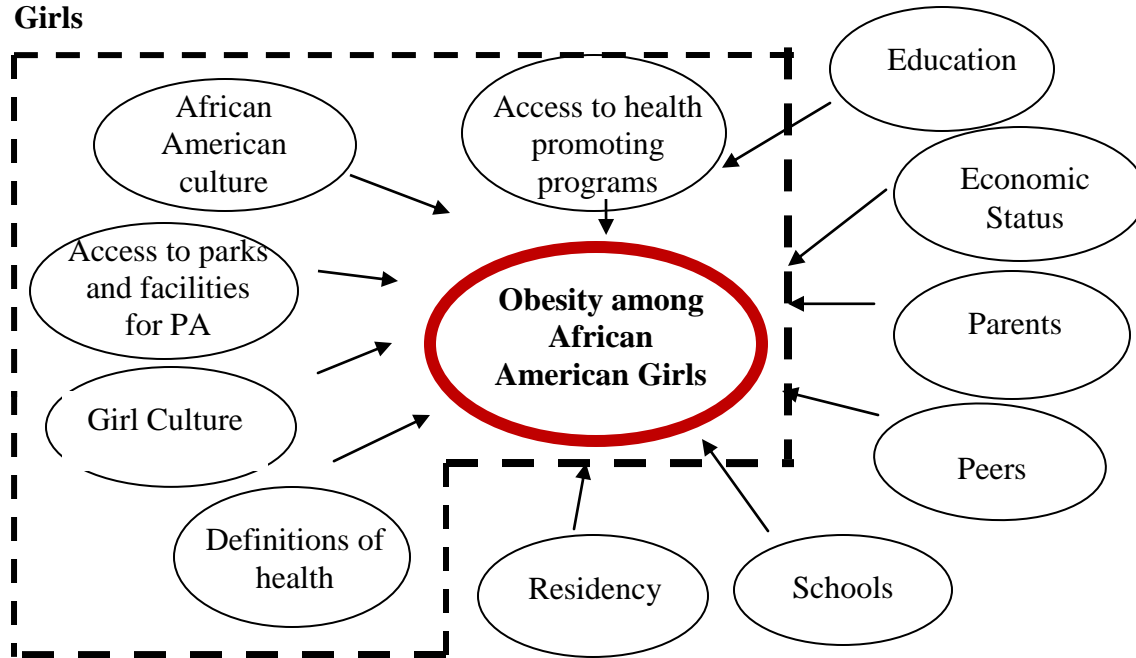 Girls
African
American
culture
Access to health
promoting
programs
Education
Economic
Status
Access to parks
and facilities
for PA
Obesity among
African
American Girls
Parents
Girl Culture
Peers
Definitions of
health
Residency
Schools